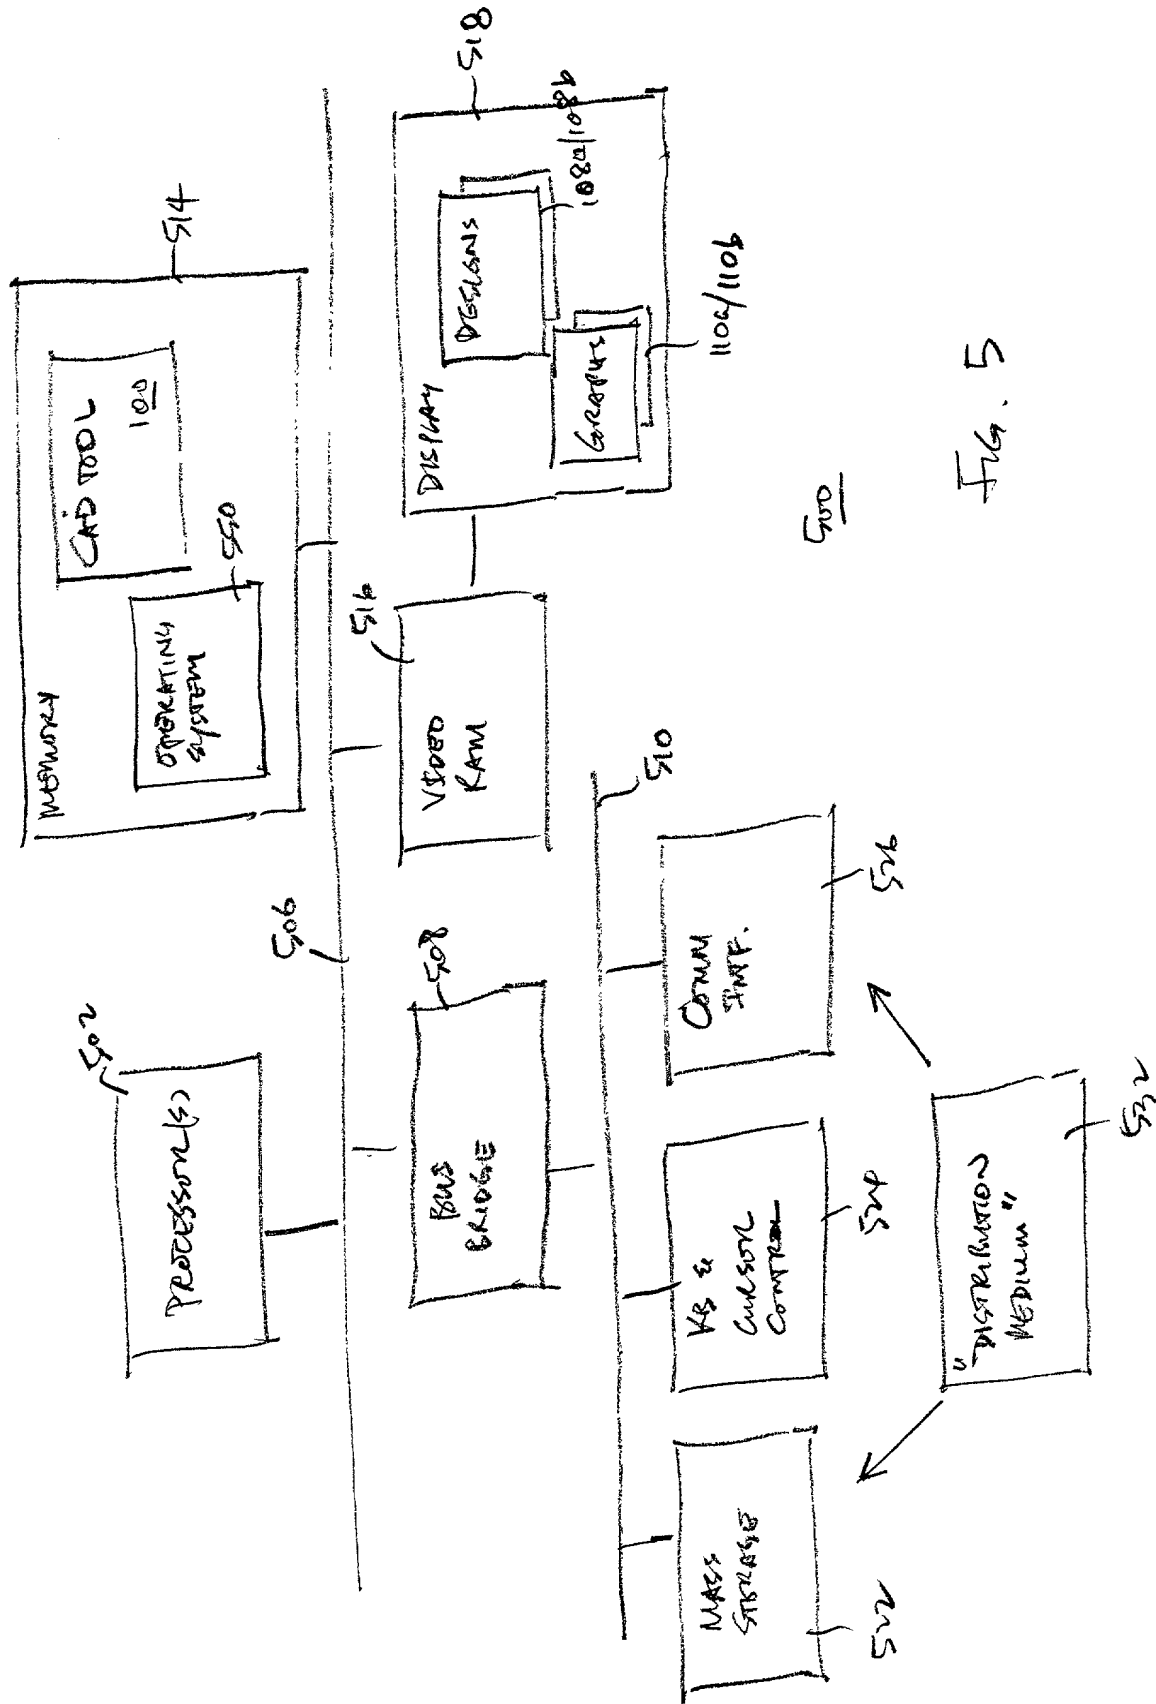 502
PROCESSOR(S)
MEMORY
OPERATING
SYSTEM
550
CAD TOOL
100
514
506
508
BUS
BRIDGE
516
VIDEO
RAM
DISPLAY
GRAPHS
DESIGNS
518
108a/108b
110a/110b
510
MASS
STORAGE
522
KB &
CURSOR
CONTROL
524
COMM
INTF.
526
"DISTRIBUTION
MEDIUM"
532
500
FIG. 5